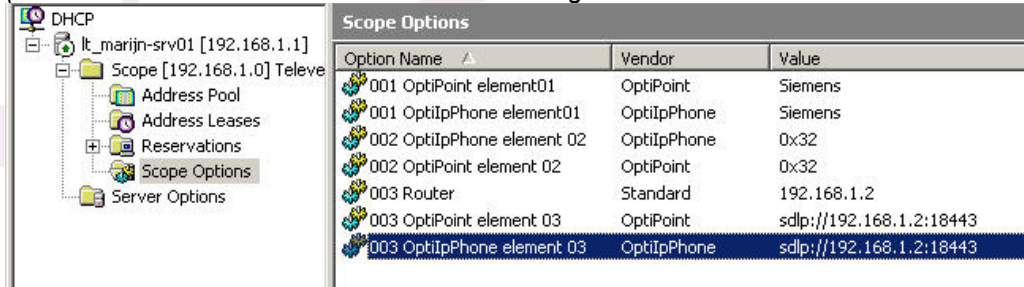 DHCP
lt_marijn-srv01 [192.168.1.1]
Scope [192.168.1.0] Televe
Address Pool
Address Leases
Reservations
Scope Options
Server Options
Scope Options
Option Name Vendor Value
001 OptiPoint element01 OptiPoint Siemens
001 OptiIpPhone element01 OptiIpPhone Siemens
002 OptiIpPhone element 02 OptiIpPhone 0x32
002 OptiPoint element 02 OptiPoint 0x32
003 Router Standard 192.168.1.2
003 OptiPoint element 03 OptiPoint sdlp://192.168.1.2:18443
003 OptiIpPhone element 03 OptiIpPhone sdlp://192.168.1.2:18443